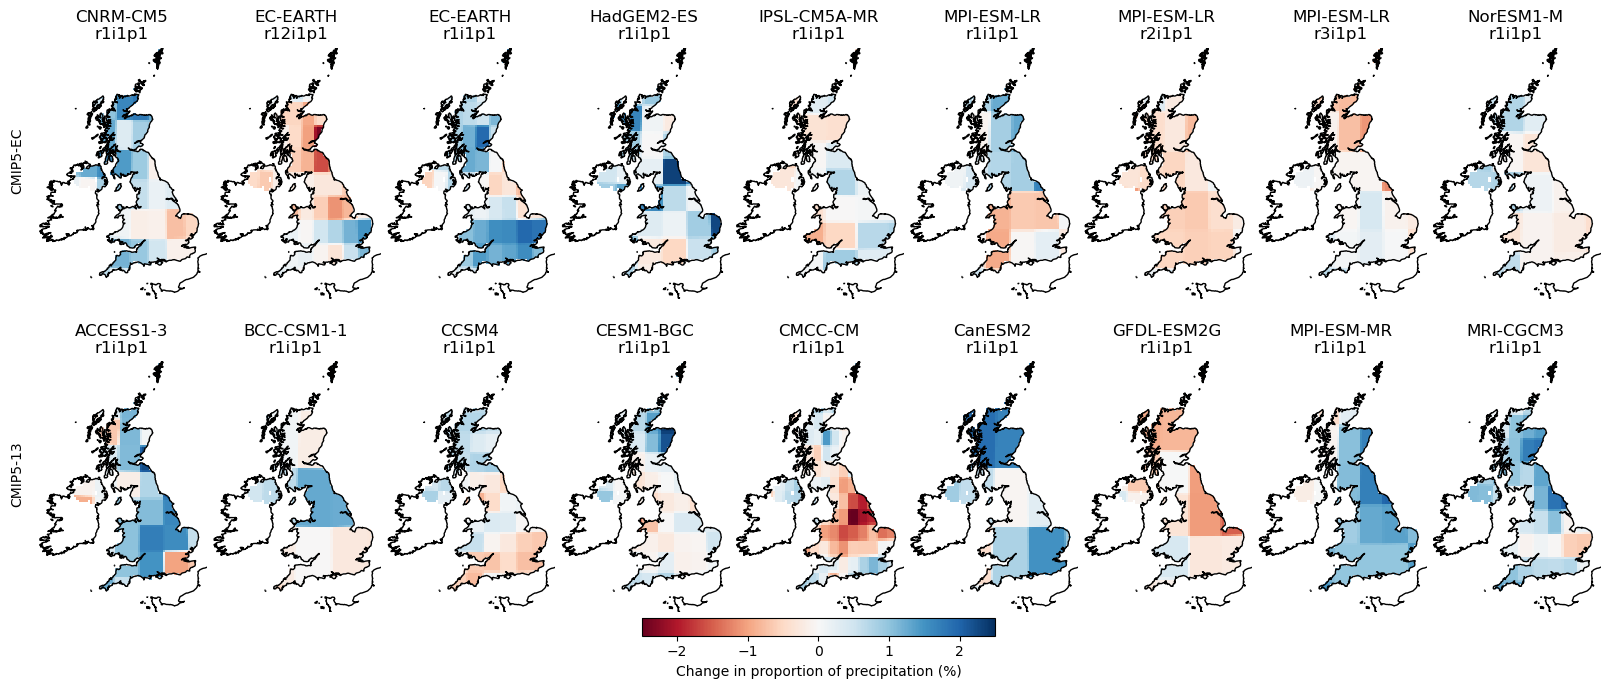 CNRM-CM5 EC-EARTH EC-EARTH HadGEM2-ES IPSL-CM5A-MR MPI-ESM-LR MPI-ESM-LR MPI-ESM-LR NorESM1-M
r1i1p1 r12i1p1 r1i1p1 r1i1p1 r1i1p1 r1i1p1 r2i1p1 r3i1p1 r1i1p1
CMIP5-EC
ACCESS1-3 BCC-CSM1-1 CCSM4 CESM1-BGC CMCC-CM CanESM2 GFDL-ESM2G MPI-ESM-MR MRI-CGCM3
r1i1p1 r1i1p1 r1i1p1 r1i1p1 r1i1p1 r1i1p1 r1i1p1 r1i1p1 r1i1p1
CMIP5-13
−2 −1 0 1 2
Change in proportion of precipitation (%)